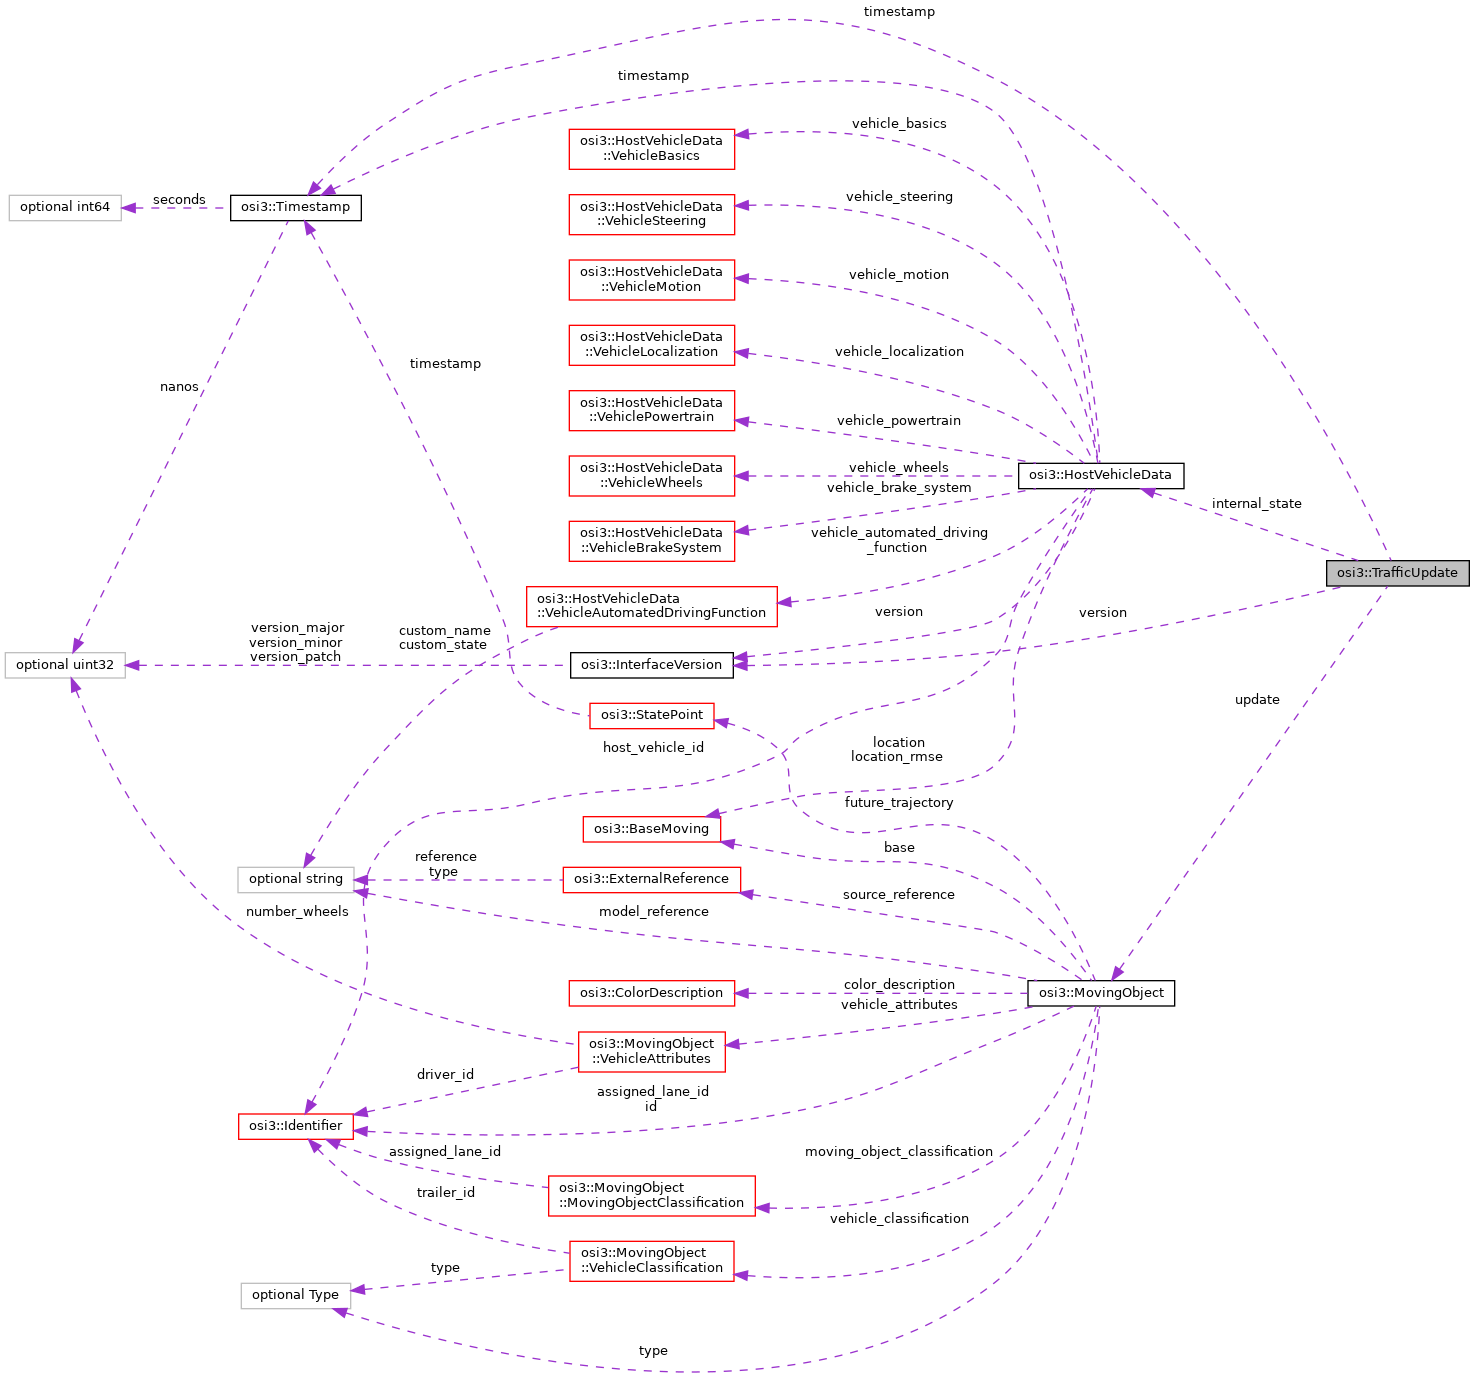 timestamp
timestamp
vehicle_basics
osi3::HostVehicleData
::VehicleBasics
vehicle_steering
optional int64
seconds
osi3::Timestamp
osi3::HostVehicleData
::VehicleSteering
vehicle_motion
osi3::HostVehicleData
::VehicleMotion
vehicle_localization
osi3::HostVehicleData
::VehicleLocalization
timestamp
nanos
osi3::HostVehicleData
::VehiclePowertrain
vehicle_powertrain
osi3::HostVehicleData
::VehicleWheels
vehicle_wheels
osi3::HostVehicleData
vehicle_brake_system
internal_state
osi3::HostVehicleData
::VehicleBrakeSystem
vehicle_automated_driving
_function
osi3::TrafficUpdate
osi3::HostVehicleData
::VehicleAutomatedDrivingFunction
version
version
version_major
version_minor
version_patch
custom_name
custom_state
optional uint32
osi3::InterfaceVersion
update
osi3::StatePoint
host_vehicle_id
location
location_rmse
future_trajectory
osi3::BaseMoving
base
reference
type
optional string
osi3::ExternalReference
source_reference
number_wheels
model_reference
color_description
osi3::ColorDescription
osi3::MovingObject
vehicle_attributes
osi3::MovingObject
::VehicleAttributes
driver_id
assigned_lane_id
id
osi3::Identifier
assigned_lane_id
moving_object_classification
osi3::MovingObject
::MovingObjectClassification
trailer_id
vehicle_classification
osi3::MovingObject
::VehicleClassification
type
optional Type
type